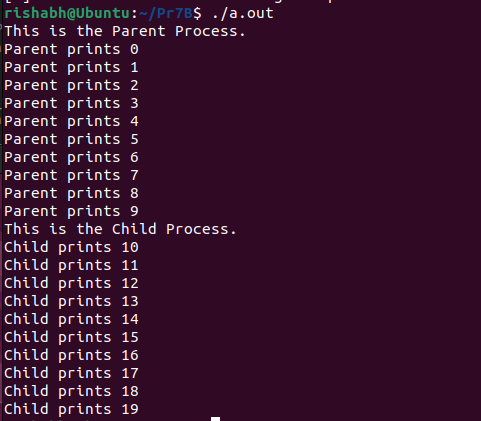 rishabh@Ubuntu:~/Pr7B$ ./a.out
This is the Parent Process.
Parent prints 0
Parent prints 1
Parent prints 2
Parent prints 3
Parent prints 4
Parent prints 5
Parent prints 6
Parent prints 7
Parent prints 8
Parent prints 9
This is the Child Process.
Child prints 10
Child prints 11
Child prints 12
Child prints 13
Child prints 14
Child prints 15
Child prints 16
Child prints 17
Child prints 18
Child prints 19